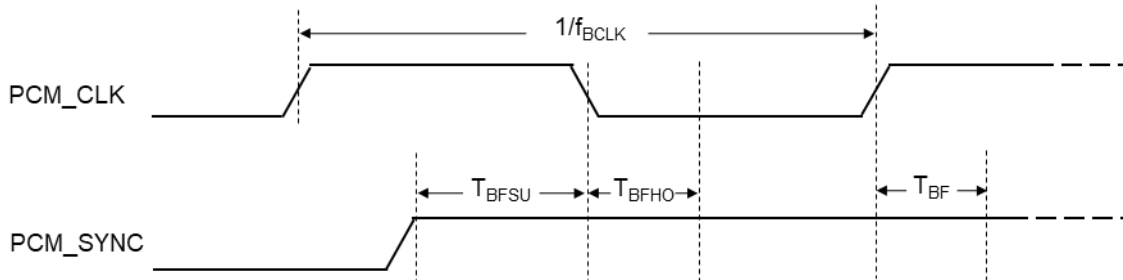 1/fBCLK
PCM_CLK
TBFSU
TBFHO
TBF
PCM_SYNC